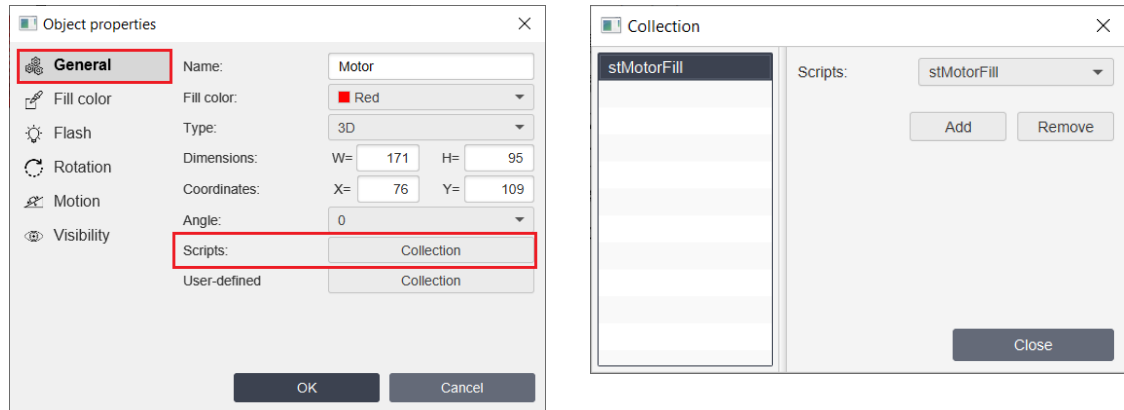 Object properties
General
Fill color
Flash
Rotation
Motion
Visibility
Name: Motor
Fill color: Red
Type: 3D
Dimensions: W= 171 H= 95
Coordinates: X= 76 Y= 109
Angle: 0
Scripts: Collection
User-defined Collection
OK Cancel
Collection
stMotorFill
Scripts: stMotorFill
Add Remove
Close